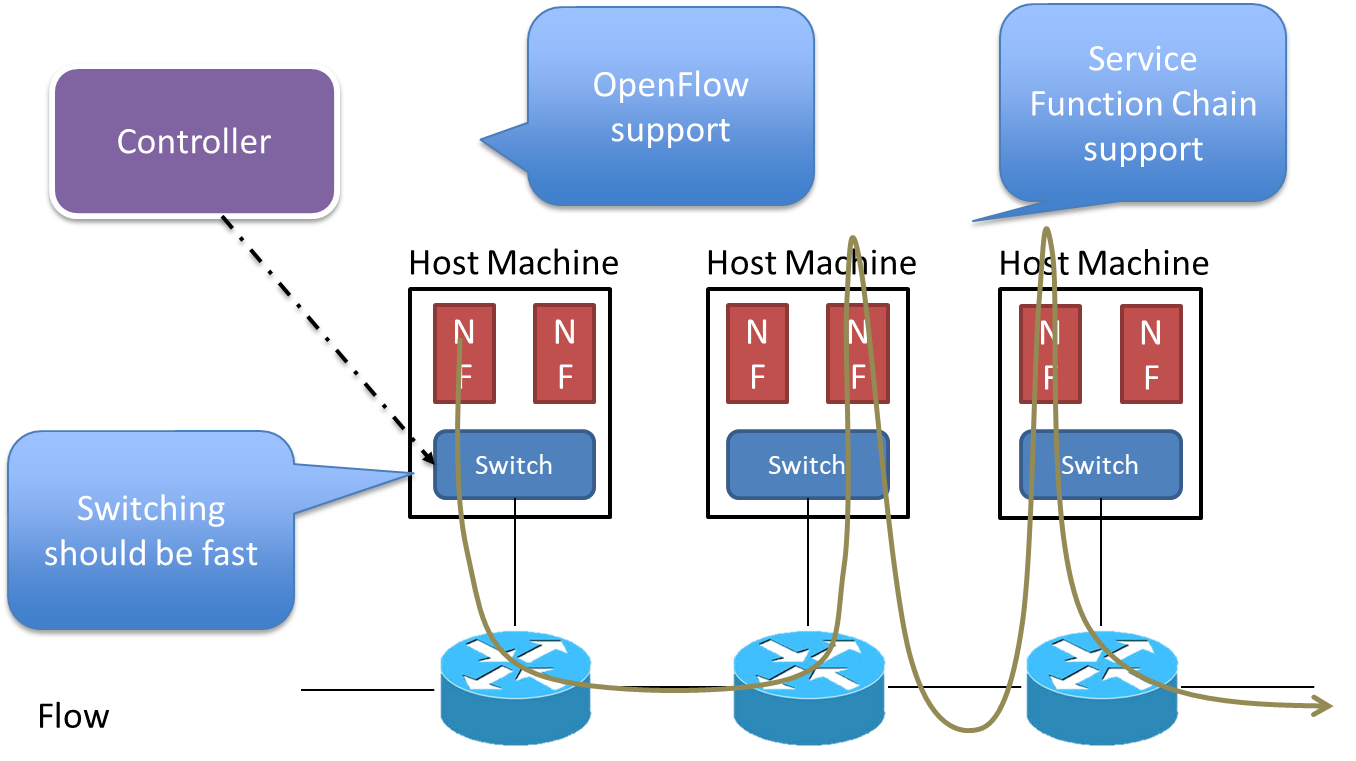 OpenFlow
support
Service
Function Chain
support
Controller
Host Machine
Host Machine
Host Machine
N
F
N
F
N
F
N
F
N
F
N
F
Switch
Switch
Switch
Switching
should be fast
Flow